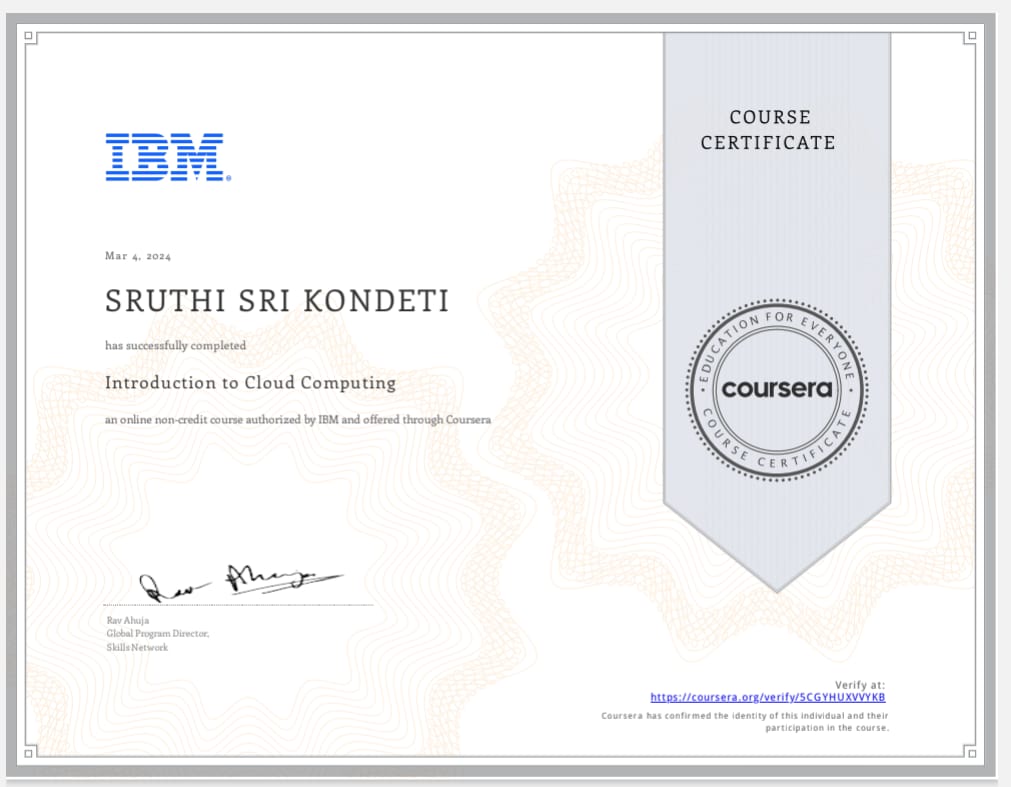 COURSE
CERTIFICATE
IBM®
Mar 4, 2024
SRUTHI SRI KONDETI
has successfully completed
Introduction to Cloud Computing
an online non-credit course authorized by IBM and offered through Coursera
EDUCATION FOR EVERYONE
coursera
COURSE CERTIFICATE
Rav Ahuja
Rav Ahuja
Global Program Director,
Skills Network
Verify at:
https://coursera.org/verify/5CGYHUXVVYKB
Coursera has confirmed the identity of this individual and their
participation in the course.